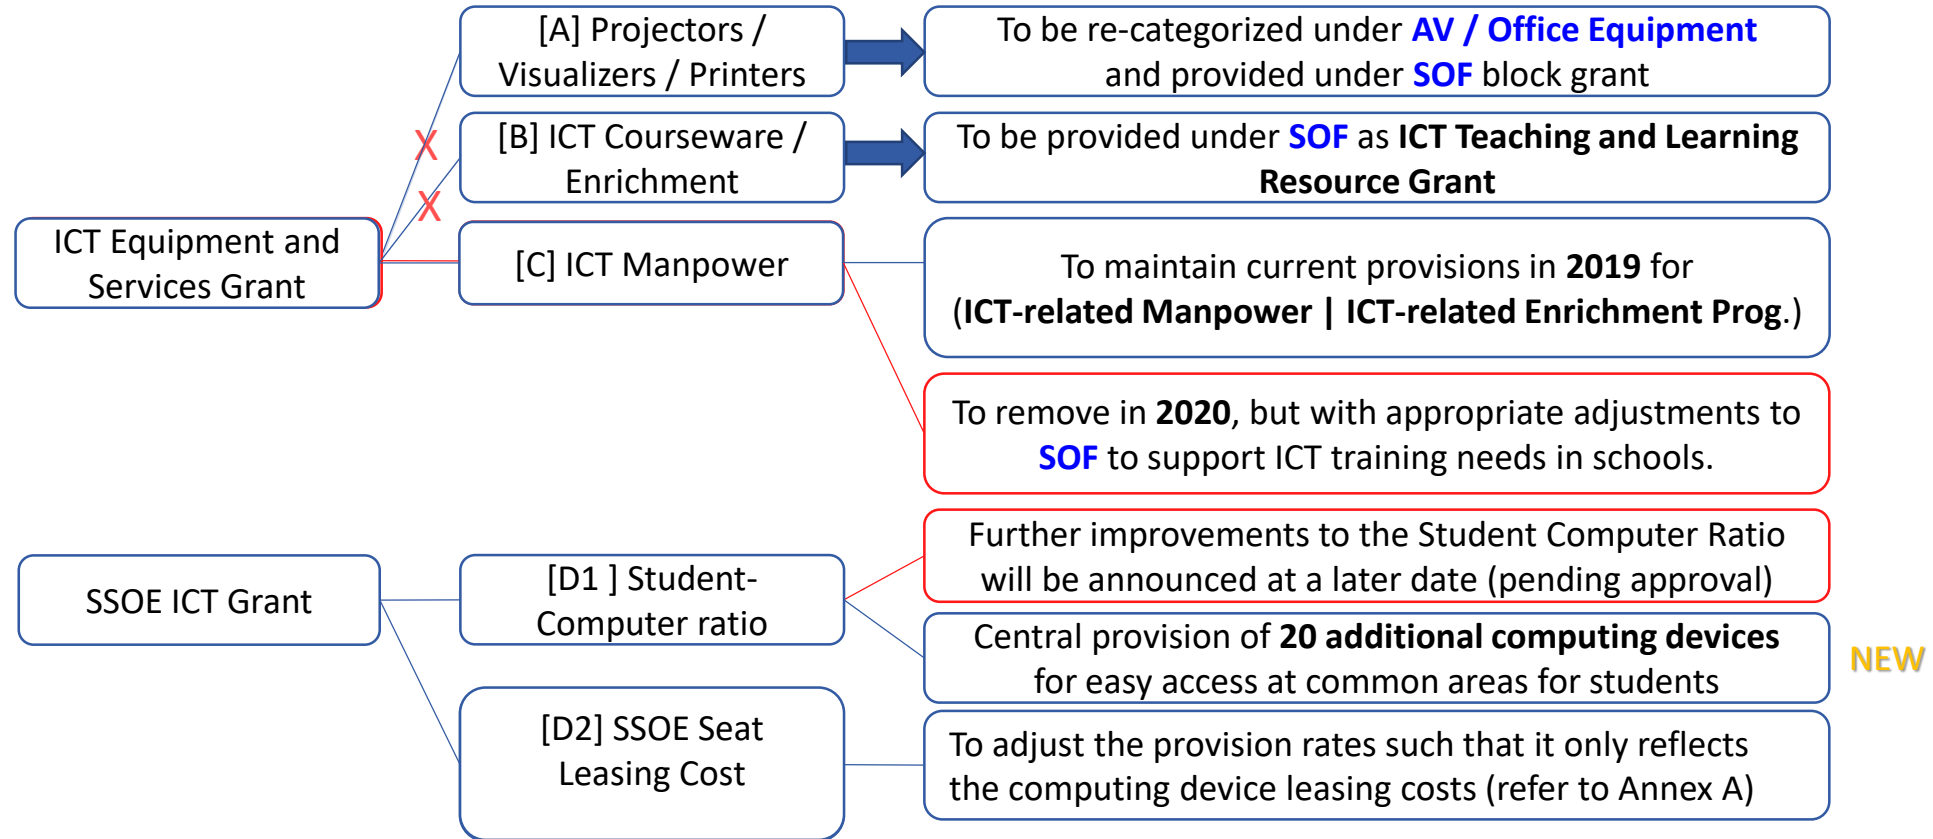 [A] Projectors /
Visualizers / Printers
To be re-categorized under AV / Office Equipment
and provided under SOF block grant
X
[B] ICT Courseware /
Enrichment
To be provided under SOF as ICT Teaching and Learning
Resource Grant
X
ICT Equipment and
Services Grant
[C] ICT Manpower
To maintain current provisions in 2019 for
(ICT-related Manpower | ICT-related Enrichment Prog.)
To remove in 2020, but with appropriate adjustments to
SOF to support ICT training needs in schools.
SSOE ICT Grant
[D1 ] Student-
Computer ratio
Further improvements to the Student Computer Ratio
will be announced at a later date (pending approval)
Central provision of 20 additional computing devices
for easy access at common areas for students
NEW
[D2] SSOE Seat
Leasing Cost
To adjust the provision rates such that it only reflects
the computing device leasing costs (refer to Annex A)